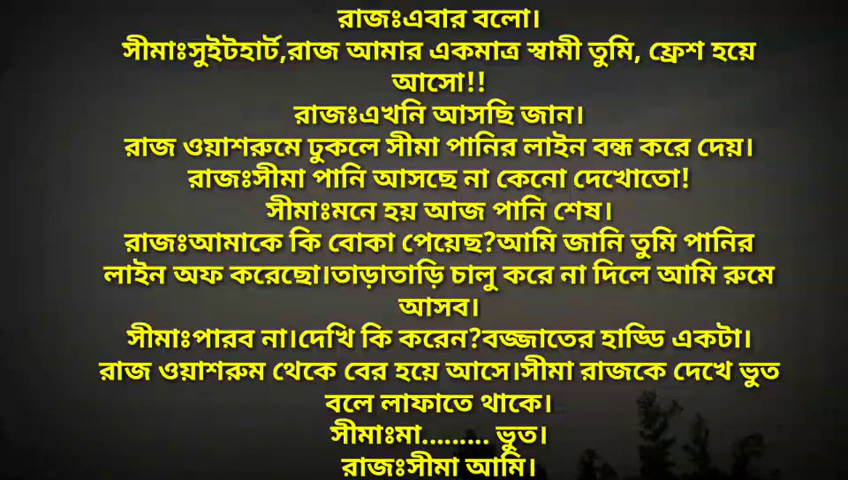 রাজঃএবার বলো।
সীমাঃসুইটহার্ট,রাজ আমার একমাত্র স্বামী তুমি, ফ্রেশ হয়ে
আসো!!
রাজঃএখনি আসছি জান।
রাজ ওয়াশরুমে ঢুকলে সীমা পানির লাইন বন্ধ করে দেয়।
রাজঃসীমা পানি আসছে না কেনো দেখোতো!
সীমাঃমনে হয় আজ পানি শেষ।
রাজঃআমাকে কি বোকা পেয়েছ?আমি জানি তুমি পানির
লাইন অফ করেছো।তাড়াতাড়ি চালু করে না দিলে আমি রুমে
আসব।
সীমাঃপারব না।দেখি কি করেন?বজ্জাতের হাড্ডি একটা।
রাজ ওয়াশরুম থেকে বের হয়ে আসে।সীমা রাজকে দেখে ভুত
বলে লাফাতে থাকে।
সীমাঃমা......... ভুত।
রাজঃসীমা আমি।